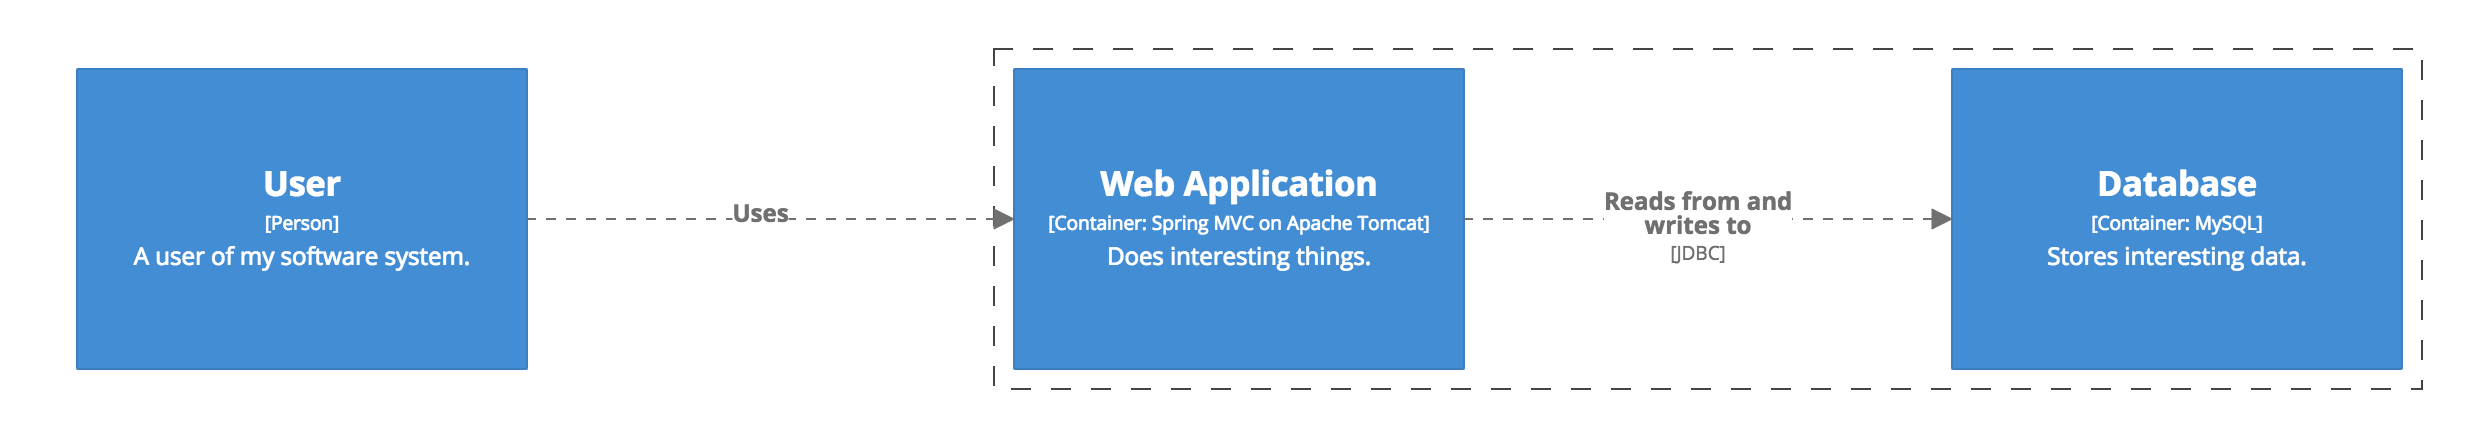 User
[Person]
A user of my software system.
Uses
Web Application
[Container: Spring MVC on Apache Tomcat]
Does interesting things.
Reads from and
writes to
[JDBC]
Database
[Container: MySQL]
Stores interesting data.